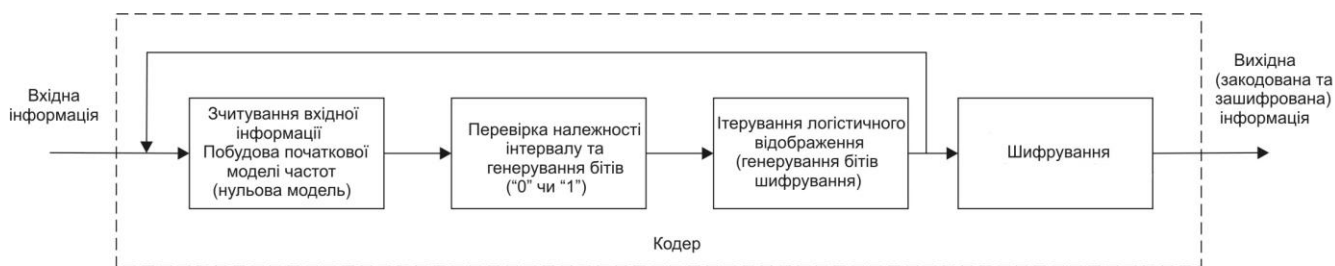 Вхідна
інформація
Зчитування вхідної
інформації
Побудова початкової
моделі частот
(нульова модель)
Перевірка належності
інтервалу та
генерування бітів
(“0” чи “1”)
Ітерування логістичного
відображення
(генерування бітів
шифрування)
Шифрування
Вихідна
(закодована та
зашифрована)
інформація
Кодер